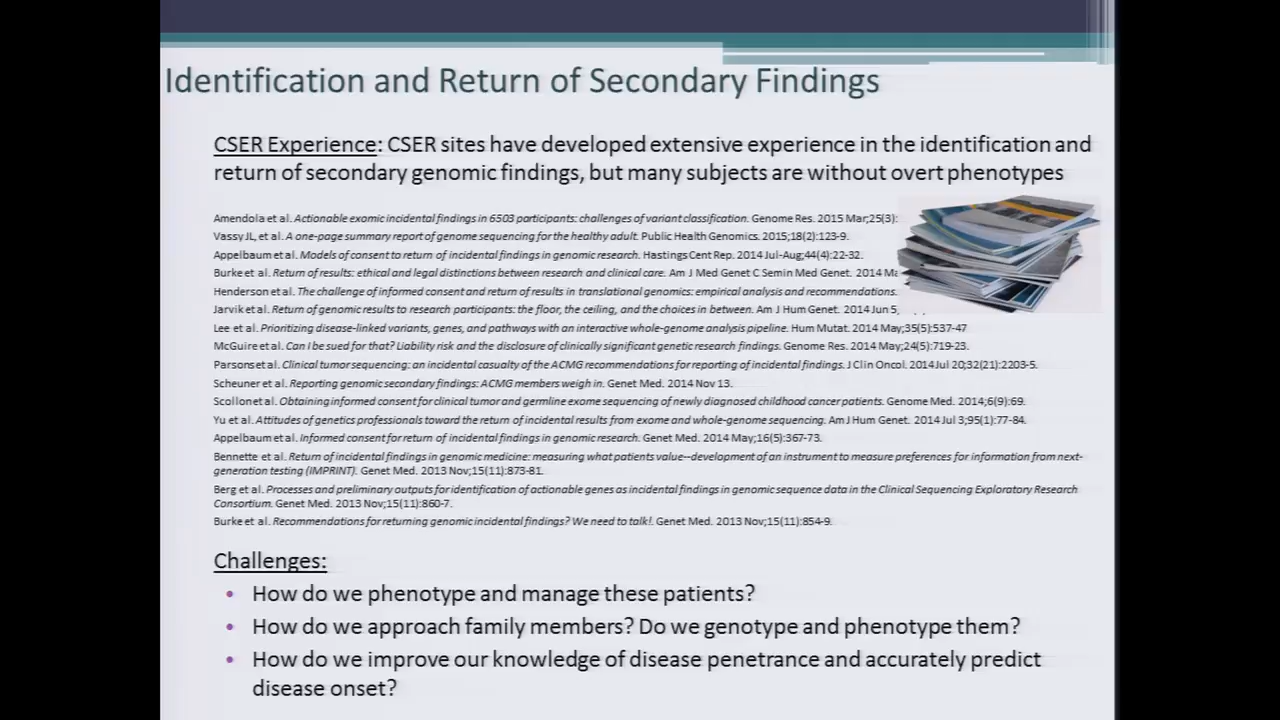 Identification and Return of Secondary Findings
CSER Experience: CSER sites have developed extensive experience in the identification and
return of secondary genomic findings, but many subjects are without overt phenotypes
Amendola et al. Actionable exomic incidental findings in 6503 participants: challenges of variant classification. Genome Res. 2015 Mar;25(3):
Vassy JL, et al. A one-page summary report of genome sequencing for the healthy adult. Public Health Genomics. 2015;18(2):123-9.
Appelbaum et al. Models of consent to return of incidental findings in genomic research. Hastings Cent Rep. 2014 Jul-Aug;44(4):22-32.
Burke et al. Return of results: ethical and legal distinctions between research and clinical care. Am J Med Genet C Semin Med Genet. 2014
Henderson et al. The challenge of informed consent and return of results in translational genomics: empirical analysis and recommendations.
Jarvik et al. Return of genomic results to research participants: the floor, the ceiling, and the choices in between. Am J Hum Genet. 2014 Jun 5,
Lee et al. Prioritizing disease-linked variants, genes, and pathways with an interactive whole-genome analysis pipeline. Hum Mutat. 2014 May;35(5):537-47
McGuire et al. Can I be sued for that? Liability risk and the disclosure of clinically significant genetic research findings. Genome Res. 2014 May;24(5):719-23.
Parsons et al. Clinical tumor sequencing: an incidental casualty of the ACMG recommendations for reporting of incidental findings. J Clin Oncol. 2014 Jul 20;32(21):2203-5.
Scheuner et al. Reporting genomic secondary findings: ACMG members weigh in. Genet Med. 2014 Nov 13.
Scollon et al. Obtaining informed consent for clinical tumor and germline exome sequencing of newly diagnosed childhood cancer patients. Genome Med. 2014;6(9):69.
Yu et al. Attitudes of genetics professionals toward the return of incidental results from exome and whole-genome sequencing. Am J Hum Genet. 2014 Jul 3;95(1):77-84.
Appelbaum et al. Informed consent for return of incidental findings in genomic research. Genet Med. 2014 May;16(5):367-73.
Bennette et al. Return of incidental findings in genomic medicine: measuring what patients value--development of an instrument to measure preferences for information from next-
generation testing (IMPRINT). Genet Med. 2013 Nov;15(11):873-81.
Berg et al. Processes and preliminary outputs for identification of actionable genes as incidental findings in genomic sequence data in the Clinical Sequencing Exploratory Research
Consortium. Genet Med. 2013 Nov;15(11):860-7.
Burke et al. Recommendations for returning genomic incidental findings? We need to talk!. Genet Med. 2013 Nov;15(11):854-9.
Challenges:
• How do we phenotype and manage these patients?
• How do we approach family members? Do we genotype and phenotype them?
• How do we improve our knowledge of disease penetrance and accurately predict
disease onset?